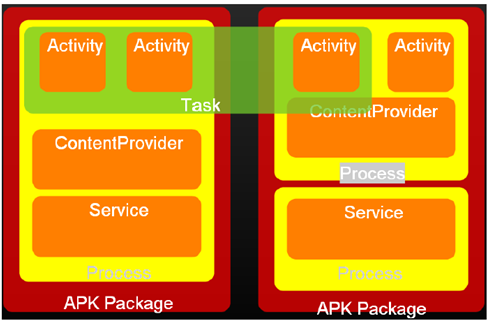 Activity Activity Activity Activity
Task
ContentProvider
ContentProvider
Process
Service
Service
Process
Process
APK Package
APK Package